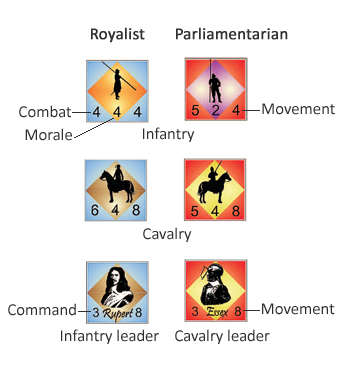 Royalist Parliamentarian
4 4 4 5 2 4
Combat Movement
Morale Infantry
6 4 8 5 4 8
Cavalry
Command 3 Rupert 8 3 Essex 8 Movement
Infantry leader Cavalry leader